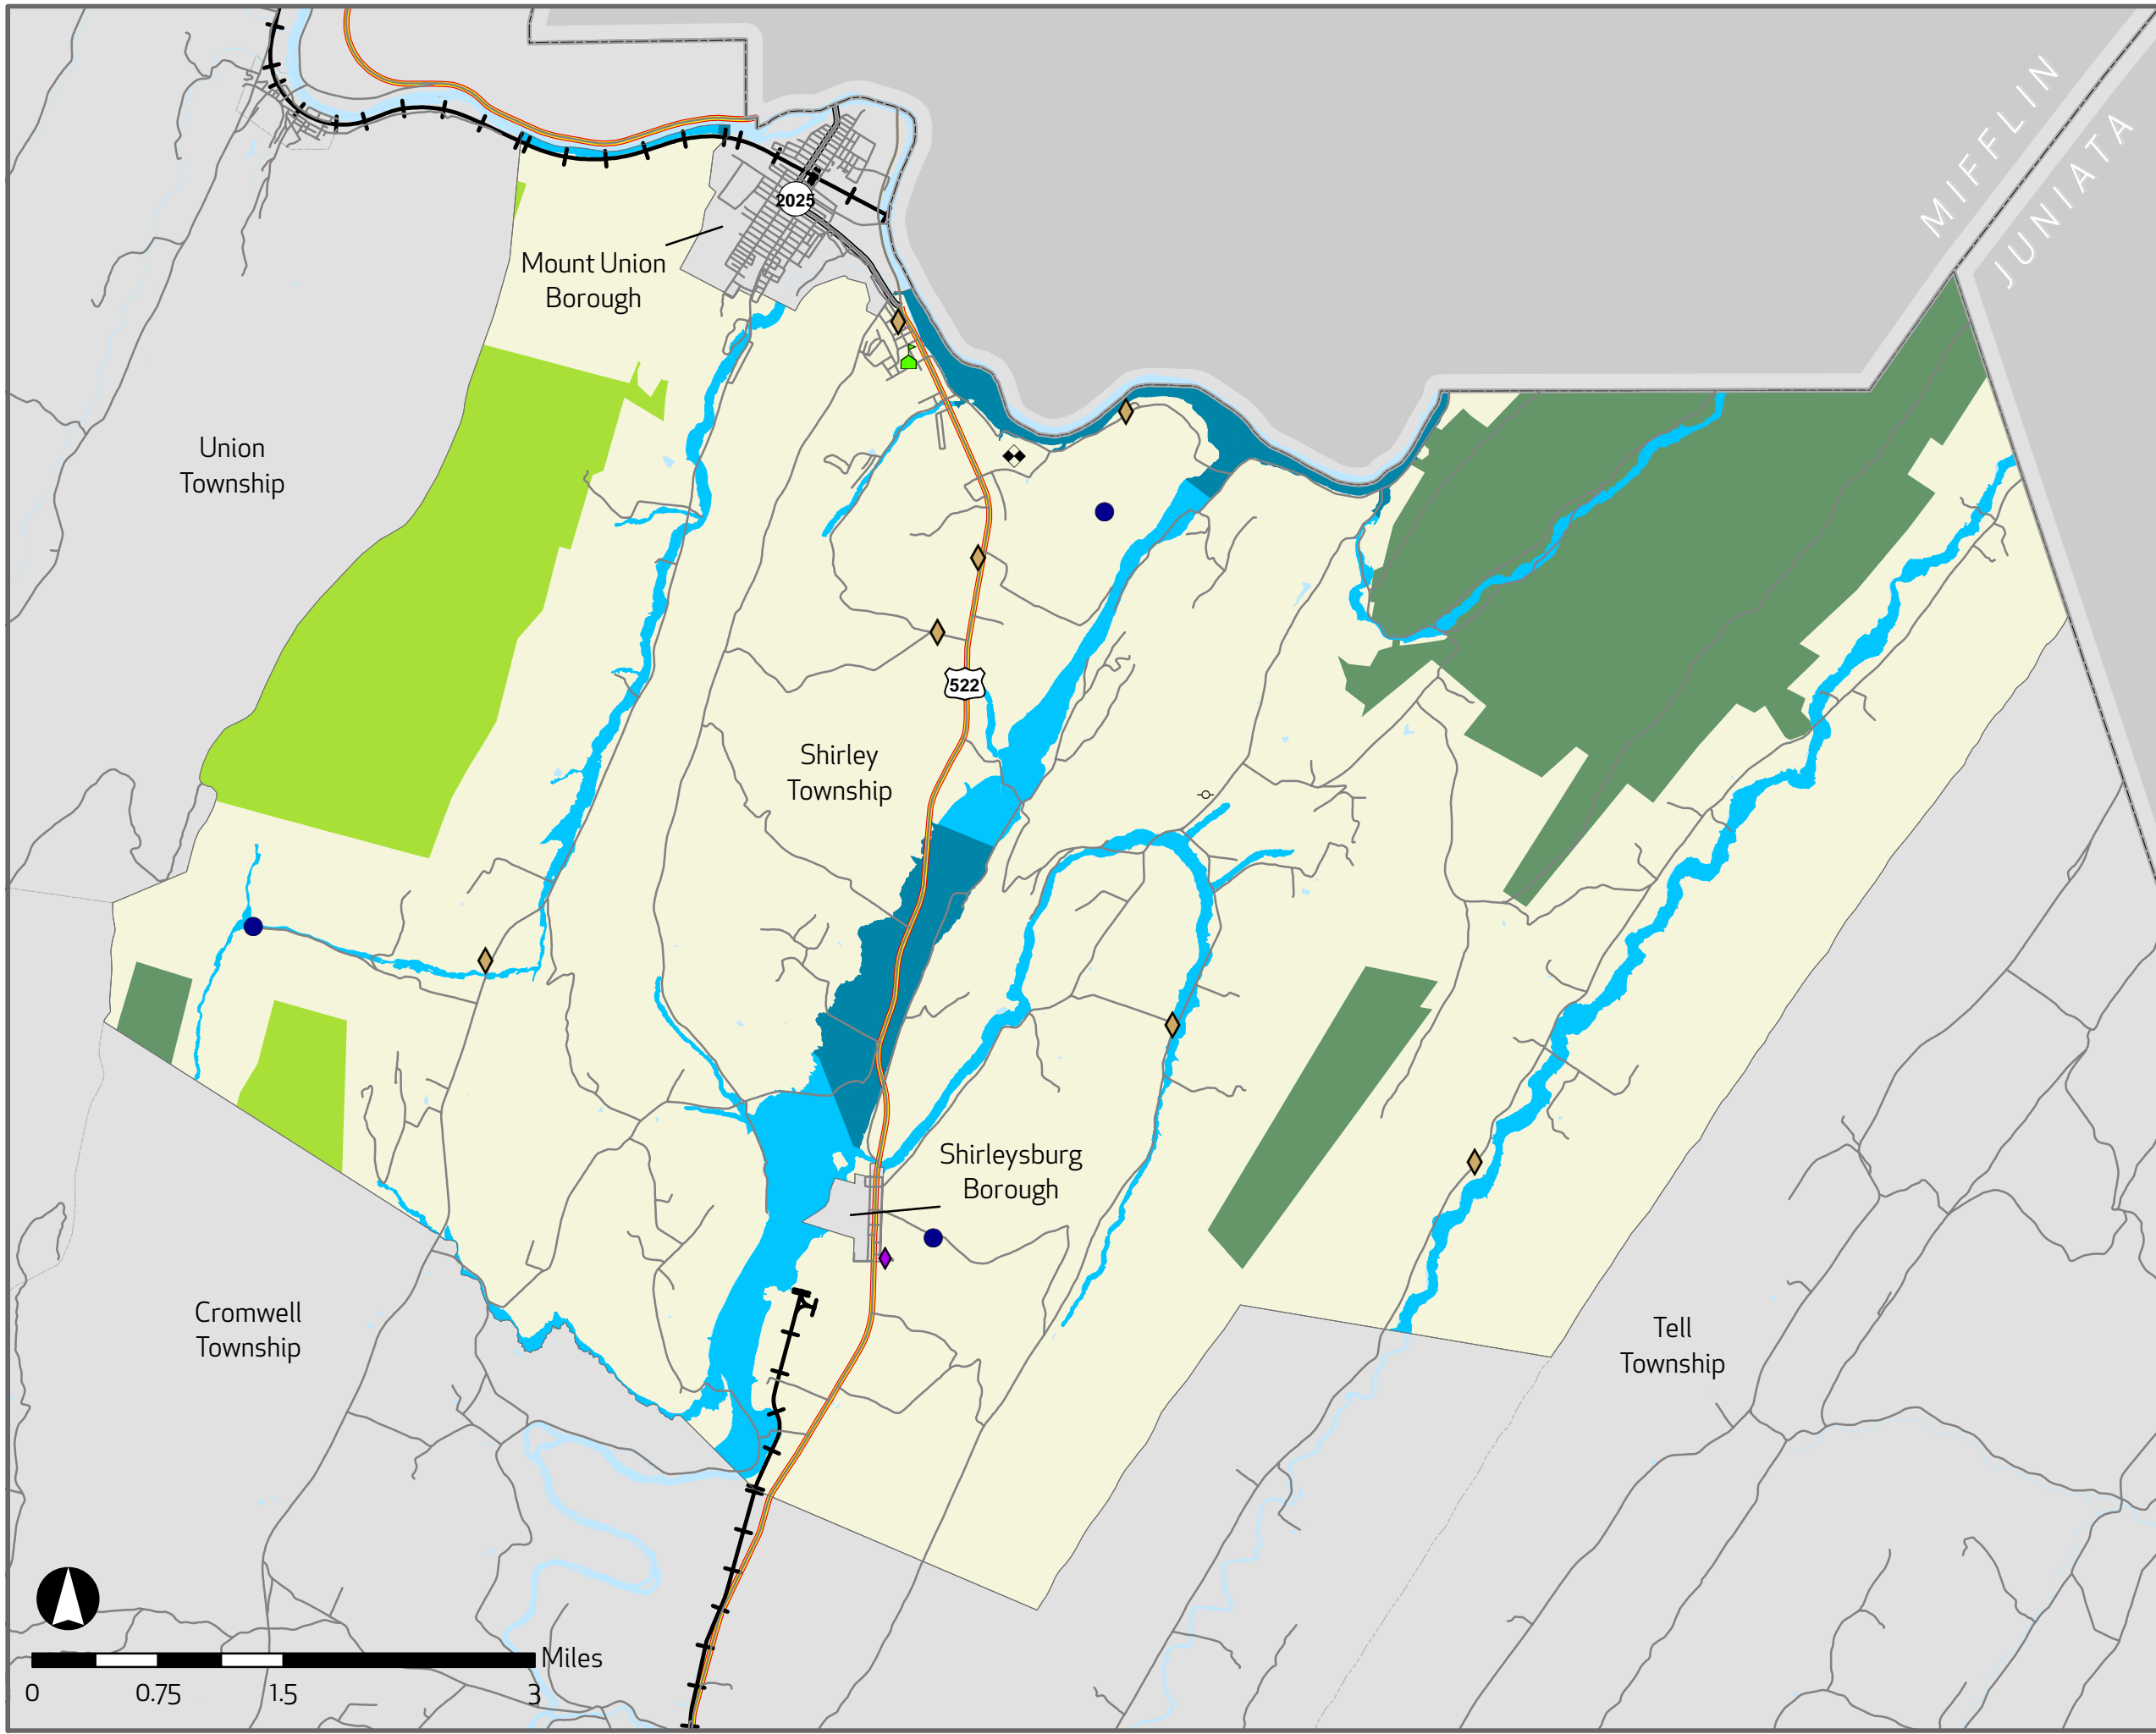 MIFFLIN
JUNIATA
2025
Mount Union
Borough
Union
Township
522
Shirley
Township
Shirleysburg
Borough
Cromwell
Township
Tell
Township
Miles
0 0.75 1.5 3